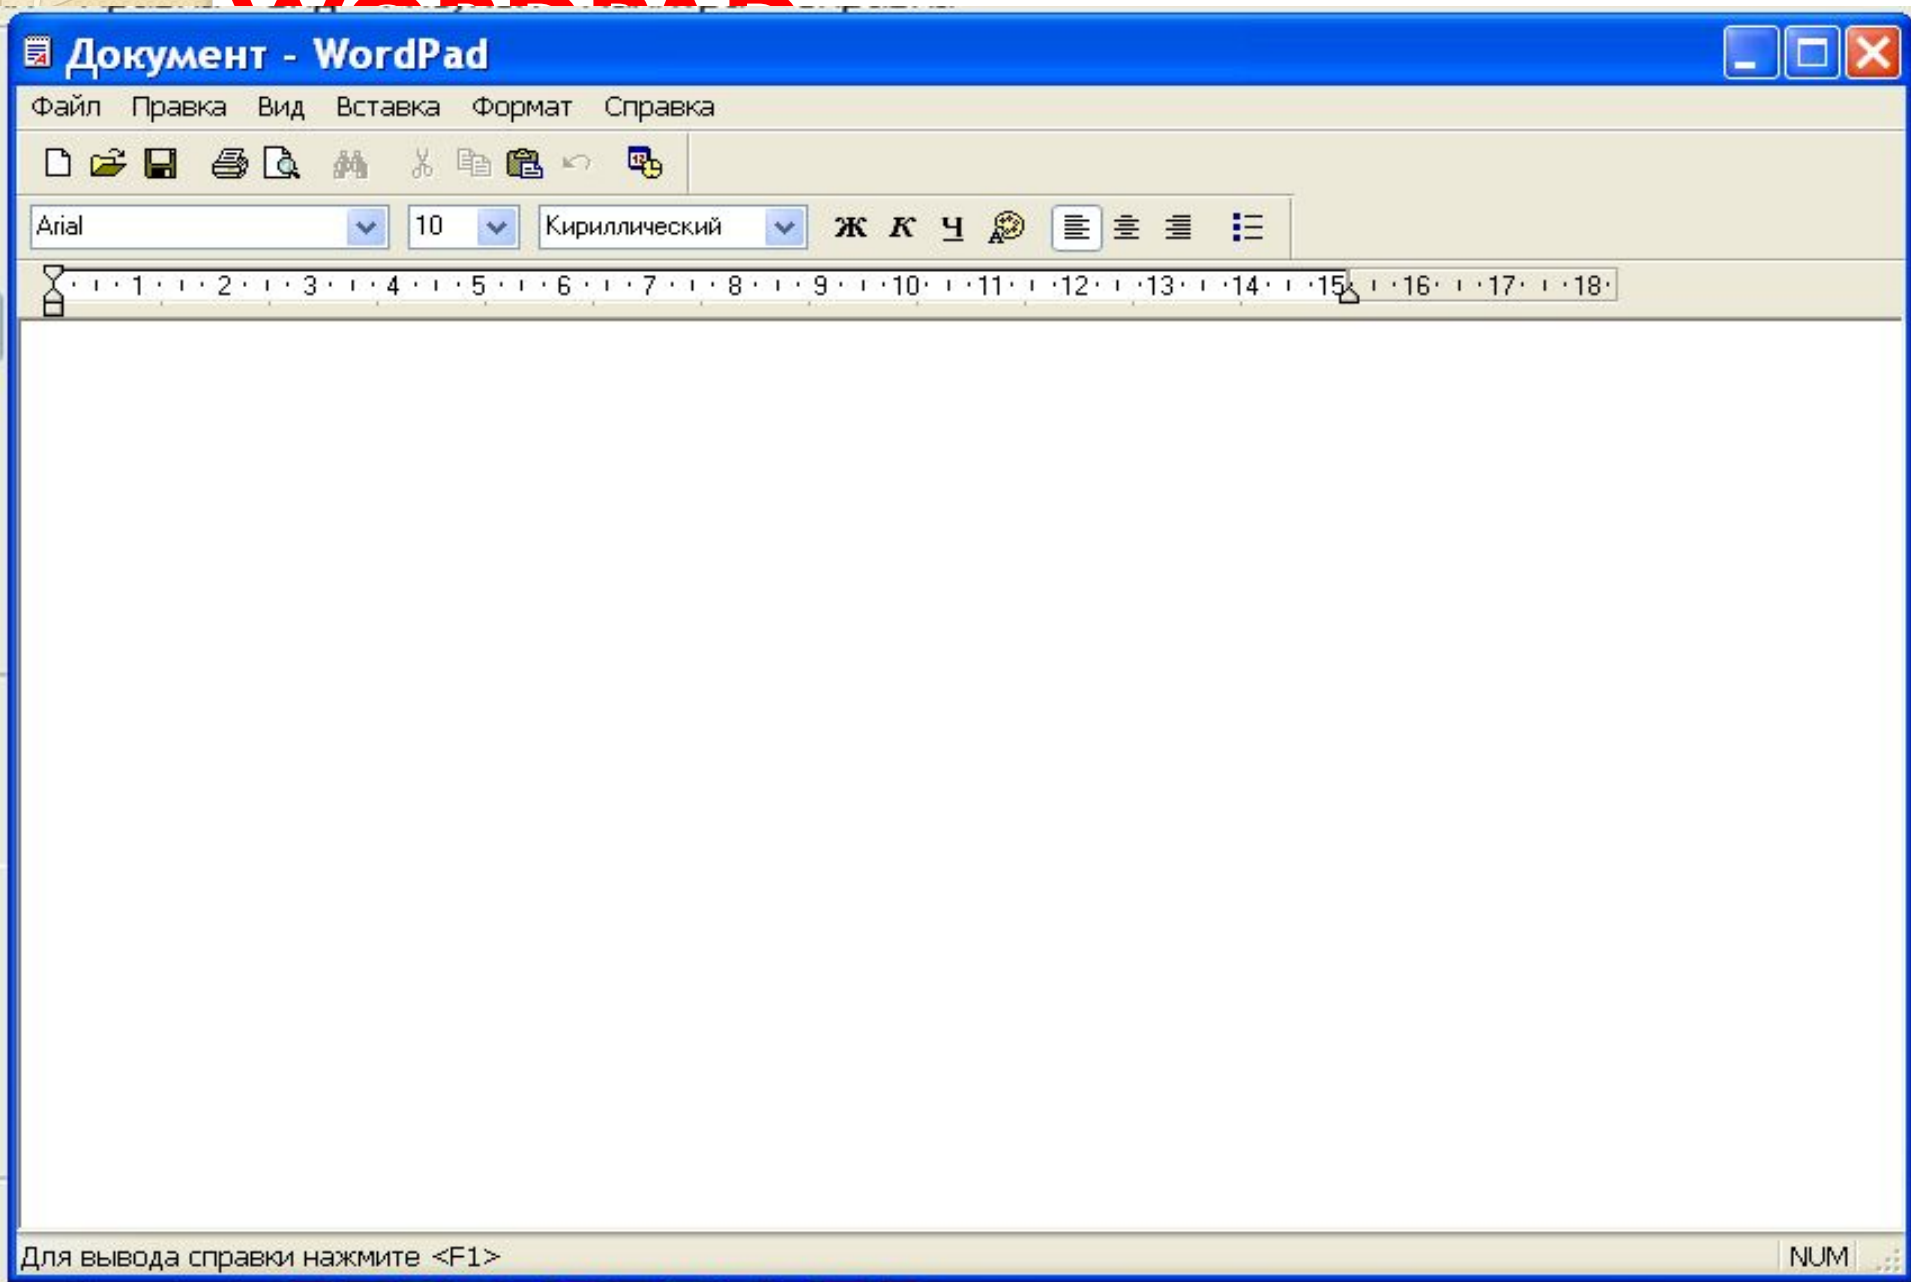 WORDPAD
Документ - WordPad
Файл Правка Вид Вставка Формат Справка
Arial 10 Кириллический Ж К Ч
1 2 3 4 5 6 7 8 9 10 11 12 13 14 15 16 17 18
Для вывода справки нажмите <F1> NUM